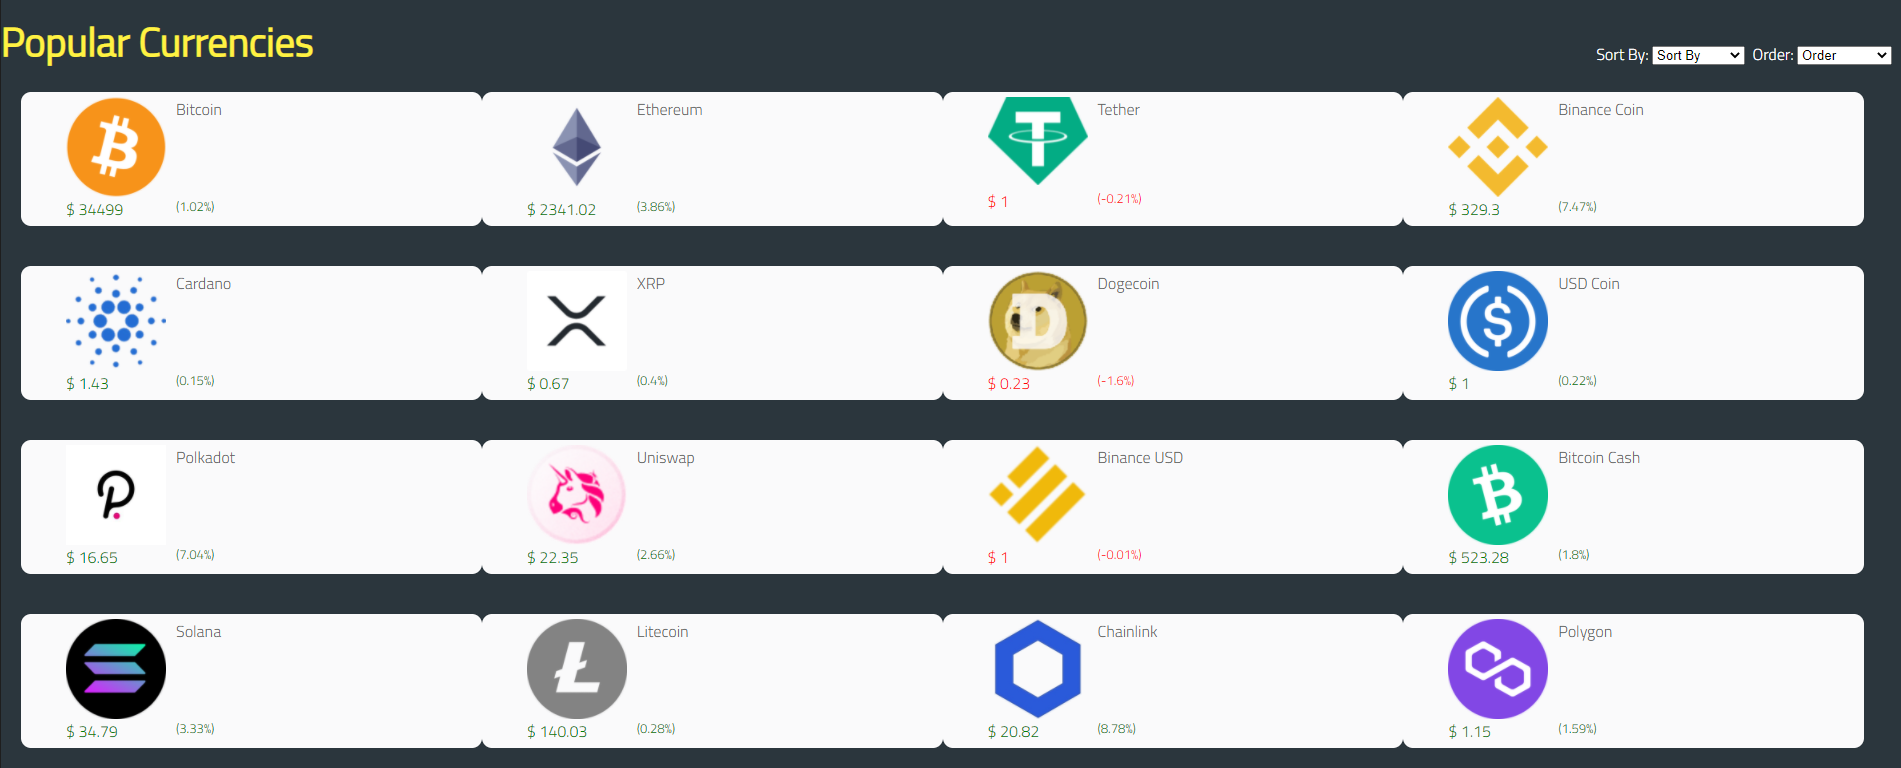 Popular Currencies
Sort By: Sort By Order: Order
Bitcoin
$ 34499 (1.02%)
Ethereum
$ 2341.02 (3.86%)
Tether
$ 1 (-0.21%)
Binance Coin
$ 329.3 (7.47%)
Cardano
$ 1.43 (0.15%)
XRP
$ 0.67 (0.4%)
Dogecoin
$ 0.23 (-1.6%)
USD Coin
$ 1 (0.22%)
Polkadot
$ 16.65 (7.04%)
Uniswap
$ 22.35 (2.66%)
Binance USD
$ 1 (-0.01%)
Bitcoin Cash
$ 523.28 (1.8%)
Solana
$ 34.79 (3.33%)
Litecoin
$ 140.03 (0.28%)
Chainlink
$ 20.82 (8.78%)
Polygon
$ 1.15 (1.59%)